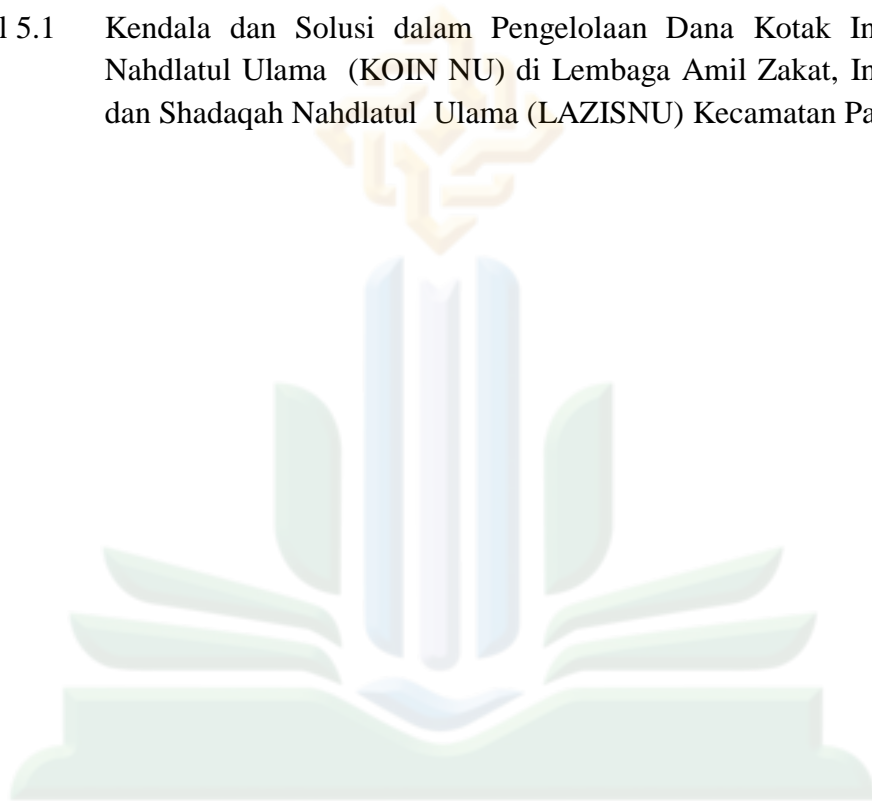 l 5.1 Kendala dan Solusi dalam Pengelolaan Dana Kotak In
Nahdlatul Ulama (KOIN NU) di Lembaga Amil Zakat, In
dan Shadaqah Nahdlatul Ulama (LAZISNU) Kecamatan Pa